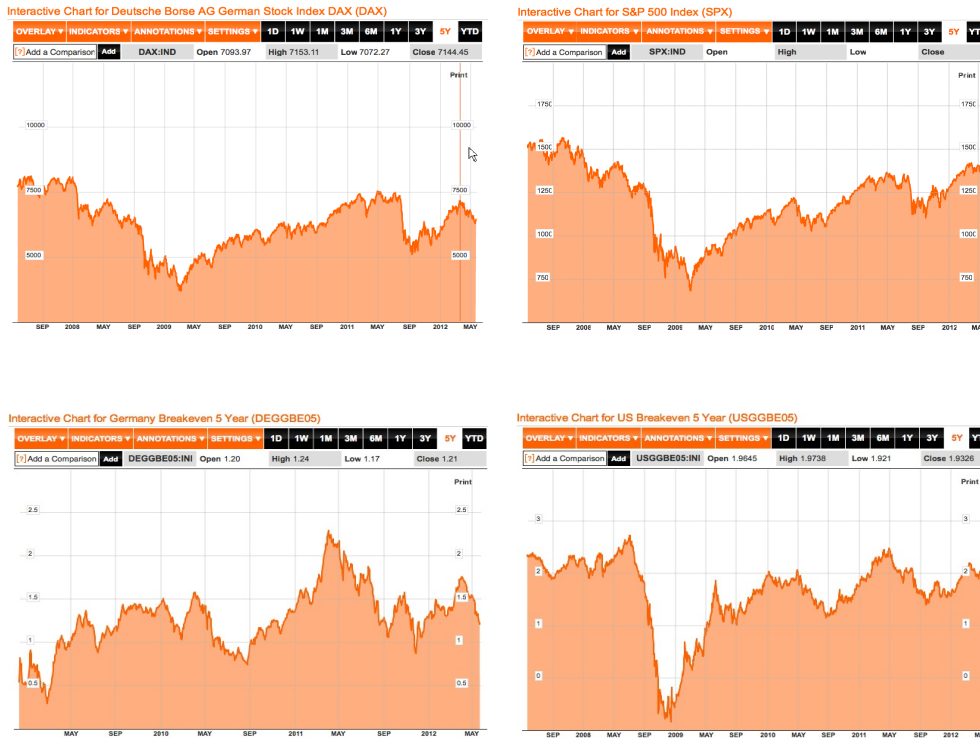 Interactive Chart for Deutsche Borse AG German Stock Index DAX (DAX)
OVERLAY ▼ INDICATORS ▼ ANNOTATIONS ▼ SETTINGS ▼ 1D 1W 1M 3M 6M 1Y 3Y 5Y YTD
[?] Add a Comparison Add DAX:IND Open 7093.97 High 7153.11 Low 7072.27 Close 7144.45
Print
10000 10000
7500 7500
5000 5000
SEP 2008 MAY SEP 2009 MAY SEP 2010 MAY SEP 2011 MAY SEP 2012 MAY
Interactive Chart for S&P 500 Index (SPX)
OVERLAY ▼ INDICATORS ▼ ANNOTATIONS ▼ SETTINGS ▼ 1D 1W 1M 3M 6M 1Y 3Y 5Y YT
[?] Add a Comparison Add SPX:IND Open High Low Close
Print
1750 1750
1500 1500
1250 1250
1000 1000
750 750
SEP 2008 MAY SEP 2009 MAY SEP 2010 MAY SEP 2011 MAY SEP 2012 MA
Interactive Chart for Germany Breakeven 5 Year (DEGGBE05)
OVERLAY ▼ INDICATORS ▼ ANNOTATIONS ▼ SETTINGS ▼ 1D 1W 1M 3M 6M 1Y 3Y 5Y YTD
[?] Add a Comparison Add DEGGBE05:INI Open 1.20 High 1.24 Low 1.17 Close 1.21
Print
2.5 2.5
2 2
1.5 1.5
1 1
0.5 0.5
MAY SEP 2010 MAY SEP 2011 MAY SEP 2012 MAY
Interactive Chart for US Breakeven 5 Year (USGGBE05)
OVERLAY ▼ INDICATORS ▼ ANNOTATIONS ▼ SETTINGS ▼ 1D 1W 1M 3M 6M 1Y 3Y 5Y YT
[?] Add a Comparison Add USGGBE05:INI Open 1.9645 High 1.9738 Low 1.921 Close 1.9326
Print
3 3
2 2
1 1
0 0
SEP 2008 MAY SEP 2009 MAY SEP 2010 MAY SEP 2011 MAY SEP 2012